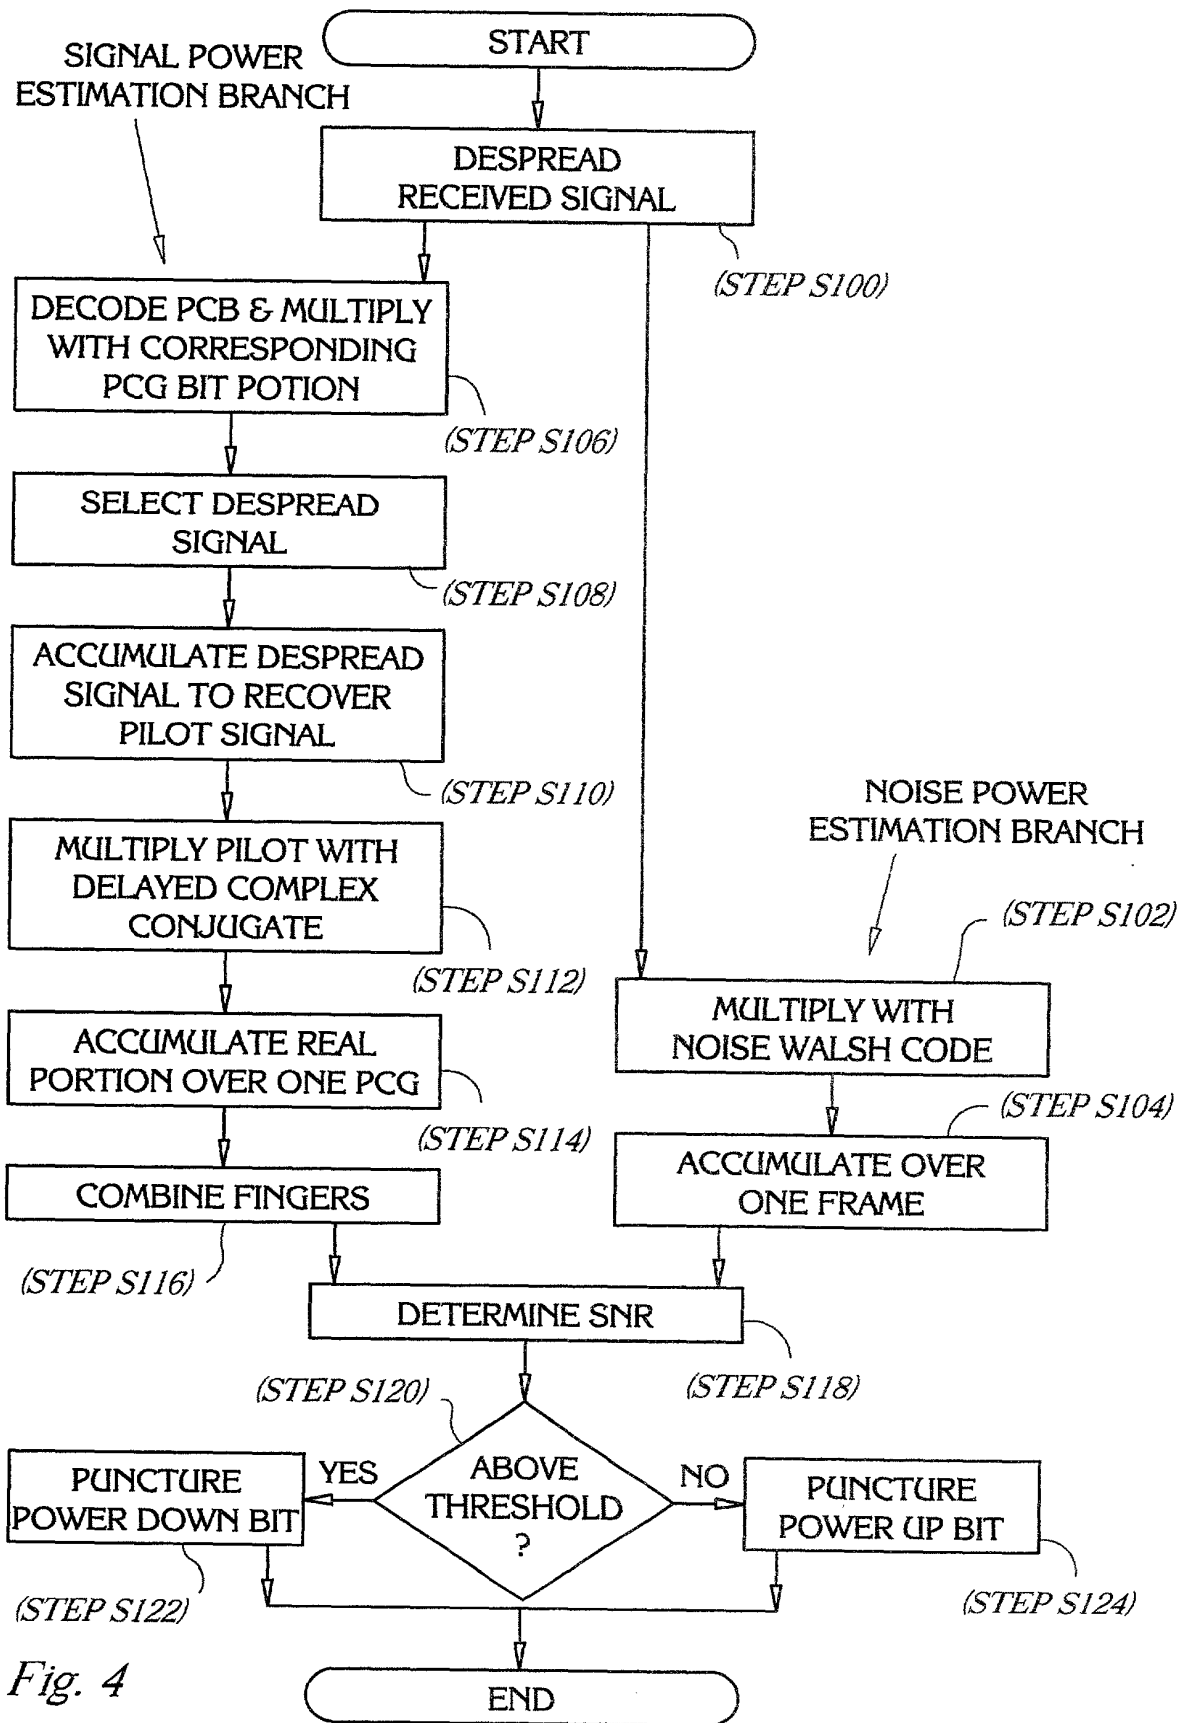 START
SIGNAL POWER
ESTIMATION BRANCH
DESPREAD
RECEIVED SIGNAL
(STEP S100)
DECODE PCB & MULTIPLY
WITH CORRESPONDING
PCG BIT POTION
(STEP S106)
SELECT DESPREAD
SIGNAL
(STEP S108)
ACCUMULATE DESPREAD
SIGNAL TO RECOVER
PILOT SIGNAL
(STEP S110)
MULTIPLY PILOT WITH
DELAYED COMPLEX
CONJUGATE
(STEP S112)
ACCUMULATE REAL
PORTION OVER ONE PCG
(STEP S114)
COMBINE FINGERS
(STEP S116)
NOISE POWER
ESTIMATION BRANCH
(STEP S102)
MULTIPLY WITH
NOISE WALSH CODE
(STEP S104)
ACCUMULATE OVER
ONE FRAME
DETERMINE SNR
(STEP S118)
(STEP S120)
ABOVE
THRESHOLD
?
YES
NO
PUNCTURE
POWER DOWN BIT
(STEP S122)
PUNCTURE
POWER UP BIT
(STEP S124)
END
Fig. 4